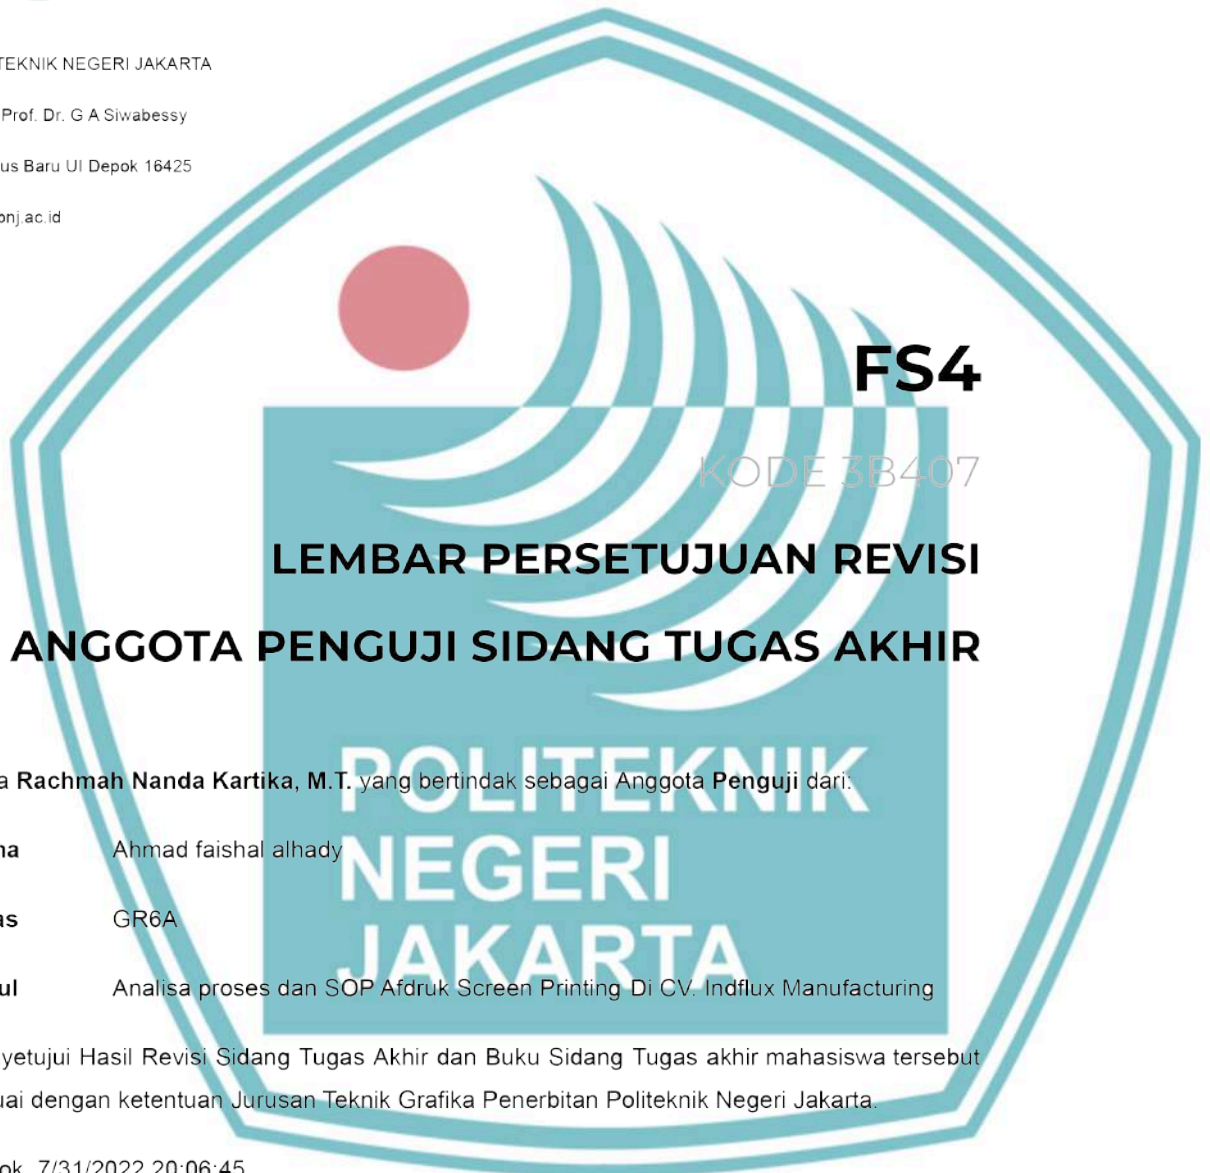 TEKNIK NEGERI JAKARTA
Prof. Dr. G A Siwabessy
us Baru UI Depok 16425
pnj.ac.id
FS4
KODE 3B407
LEMBAR PERSETUJUAN REVISI
ANGGOTA PENGUJI SIDANG TUGAS AKHIR
a Rachmah Nanda Kartika, M.T. yang bertindak sebagai Anggota Penguji dari:
na Ahmad faishal alhady
as GR6A
ul Analisa proses dan SOP Afdruk Screen Printing Di CV. Indflux Manufacturing
yetujui Hasil Revisi Sidang Tugas Akhir dan Buku Sidang Tugas akhir mahasiswa tersebut
uai dengan ketentuan Jurusan Teknik Grafika Penerbitan Politeknik Negeri Jakarta.
ok, 7/31/2022 20:06:45
POLITEKNIK
NEGERI
JAKARTA